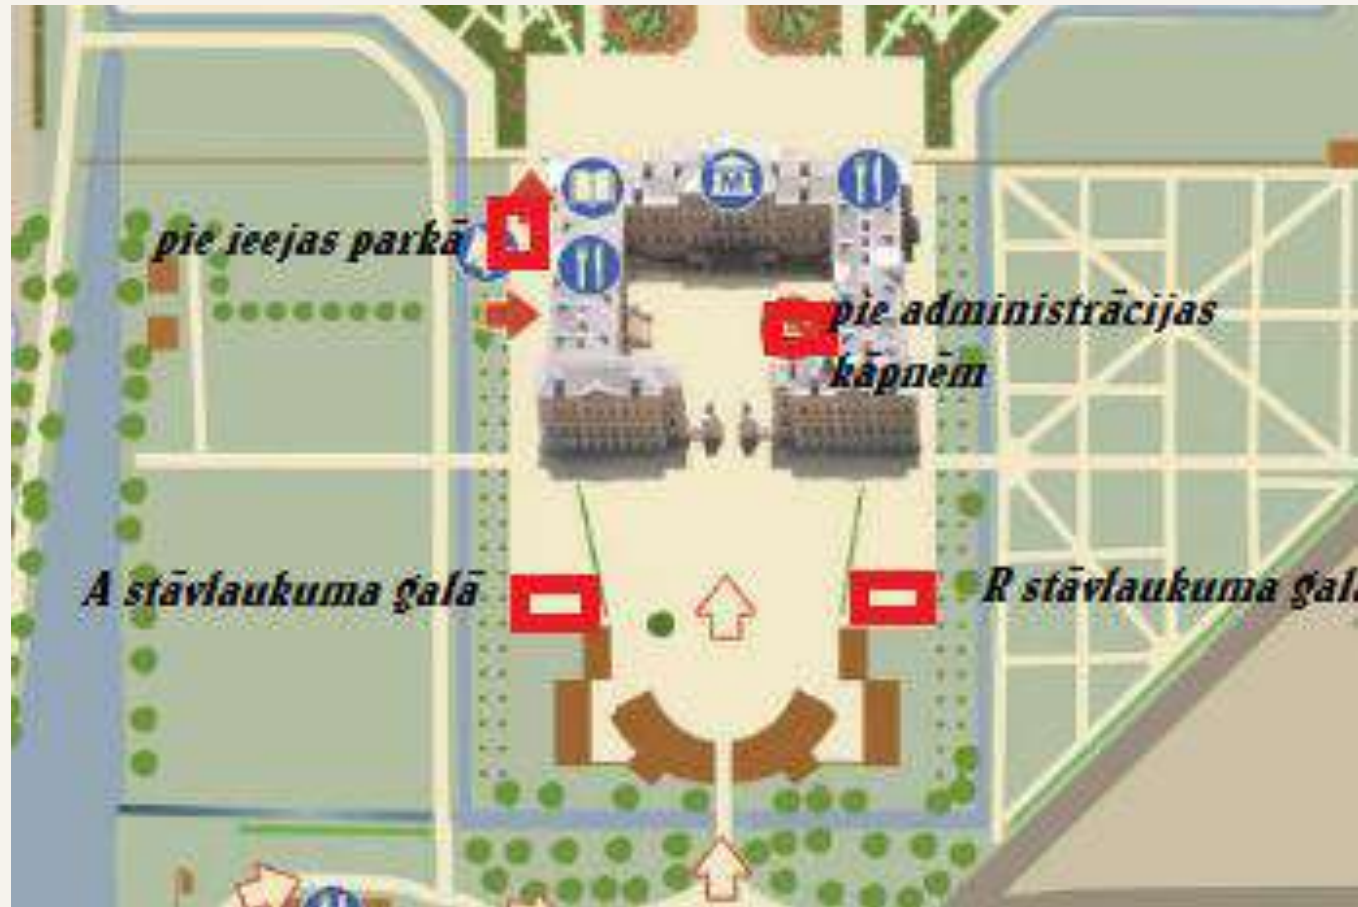 pie ieejas parkā
pie administrācijas
kāpnēm
A stāvlaukuma galā
R stāvlaukuma galā
M